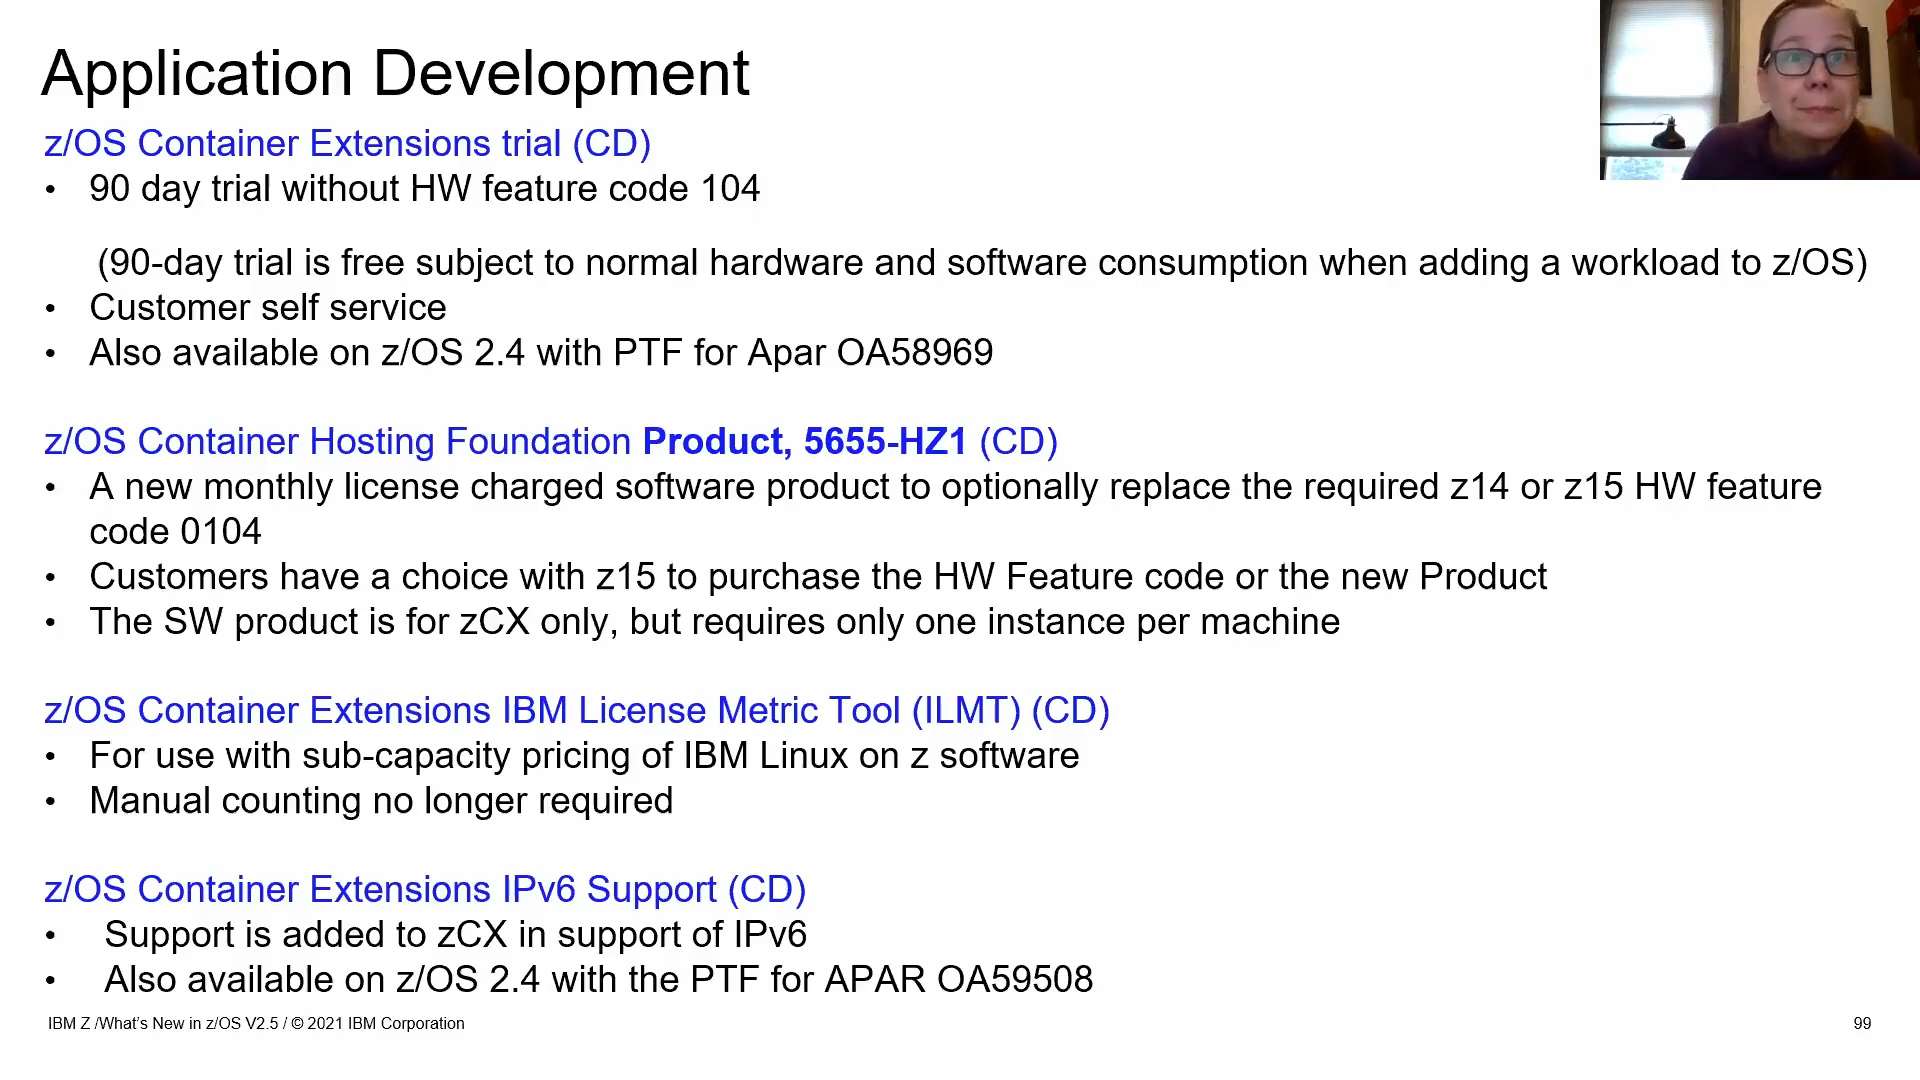 Application Development
z/OS Container Extensions trial (CD)
• 90 day trial without HW feature code 104
(90-day trial is free subject to normal hardware and software consumption when adding a workload to z/OS)
• Customer self service
• Also available on z/OS 2.4 with PTF for Apar OA58969
z/OS Container Hosting Foundation Product, 5655-HZ1 (CD)
• A new monthly license charged software product to optionally replace the required z14 or z15 HW feature
code 0104
• Customers have a choice with z15 to purchase the HW Feature code or the new Product
• The SW product is for zCX only, but requires only one instance per machine
z/OS Container Extensions IBM License Metric Tool (ILMT) (CD)
• For use with sub-capacity pricing of IBM Linux on z software
• Manual counting no longer required
z/OS Container Extensions IPv6 Support (CD)
• Support is added to zCX in support of IPv6
• Also available on z/OS 2.4 with the PTF for APAR OA59508
IBM Z /What's New in z/OS V2.5 / © 2021 IBM Corporation
99